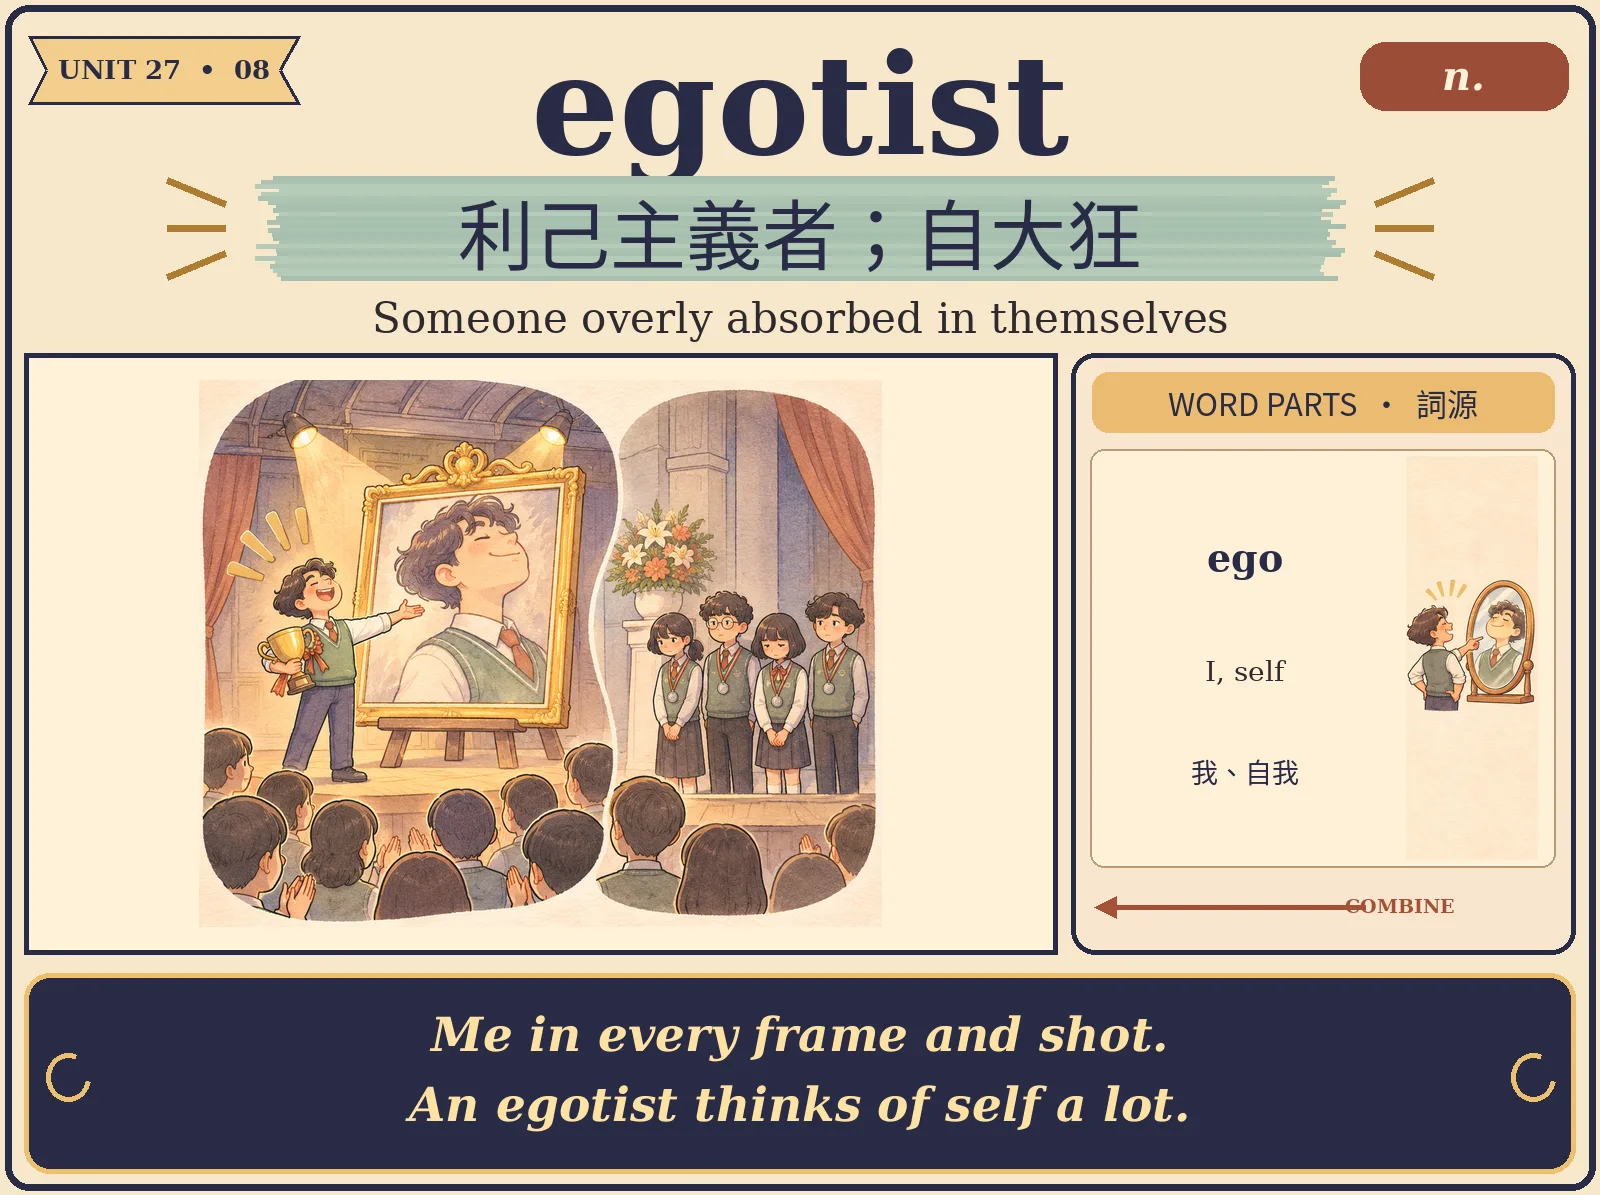 UNIT 27 • 08
egotist
n.
利己主義者；自大狂
Someone overly absorbed in themselves
WORD PARTS • 詞源
ego
I, self
我、自我
COMBINE
Me in every frame and shot.
An egotist thinks of self a lot.